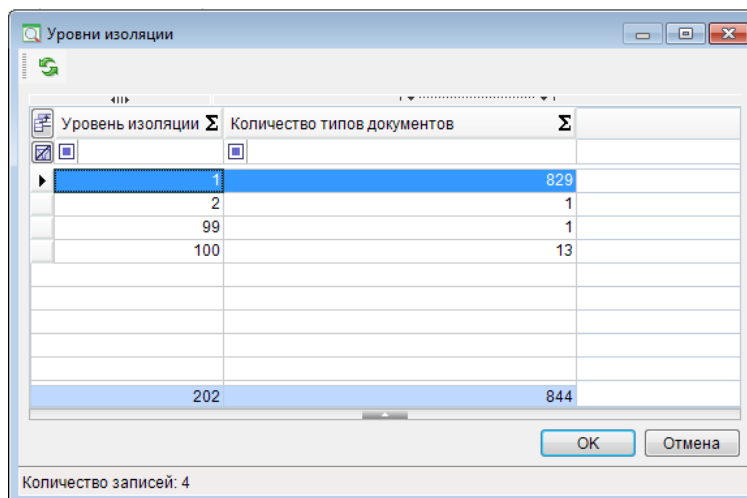 Уровни изоляции
Уровень изоляции Σ Количество типов документов Σ
1 829
2 1
99 1
100 13
202 844
OK Отмена
Количество записей: 4